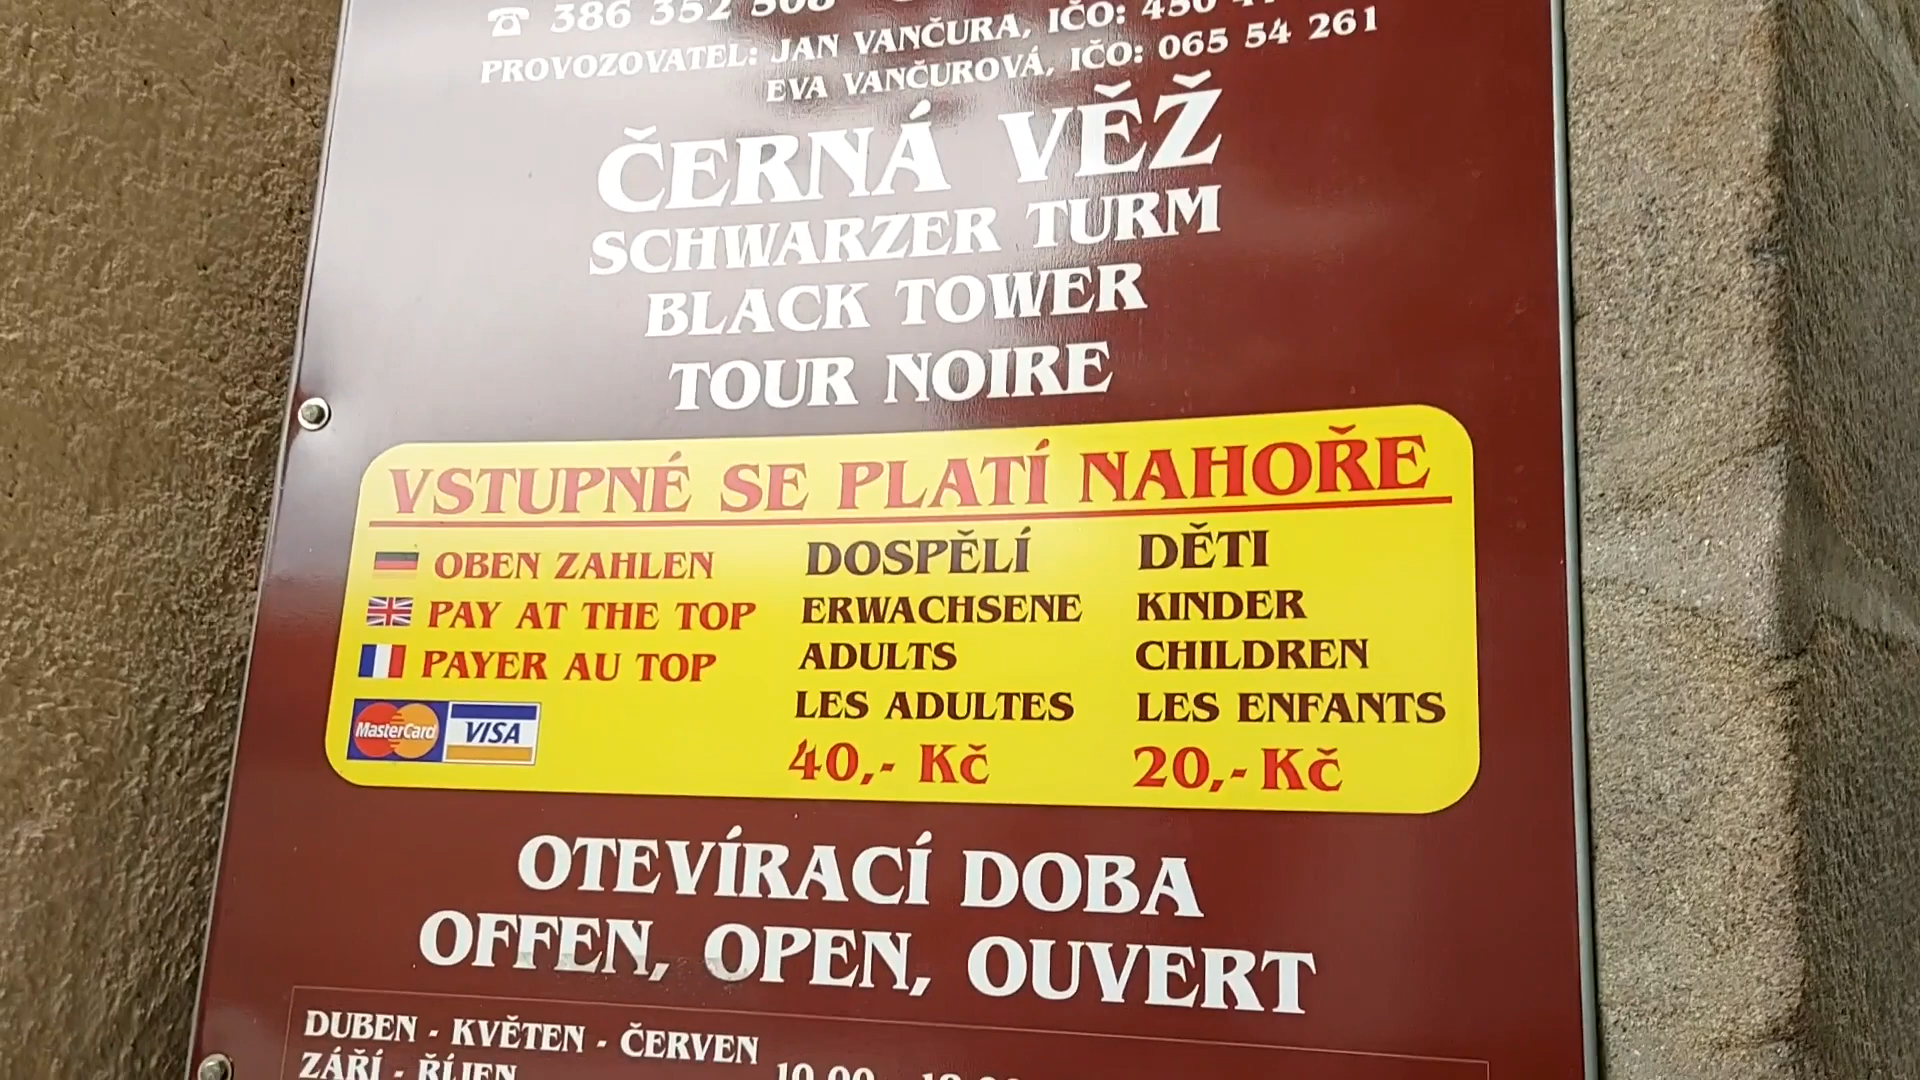 386 352 508
PROVOZOVATEL: JAN VANČURA, IČO:
EVA VANČUROVÁ, IČO: 065 54 261
ČERNÁ VĚŽ
SCHWARZER TURM
BLACK TOWER
TOUR NOIRE
VSTUPNÉ SE PLATÍ NAHOŘE
OBEN ZAHLEN
PAY AT THE TOP
PAYER AU TOP
MasterCard VISA
DOSPĚLÍ
ERWACHSENE
ADULTS
LES ADULTES
40,- Kč
DĚTI
KINDER
CHILDREN
LES ENFANTS
20,- Kč
OTEVÍRACÍ DOBA
OFFEN, OPEN, OUVERT
DUBEN - KVĚTEN - ČERVEN
ZÁŘÍ - ŘÍJEN